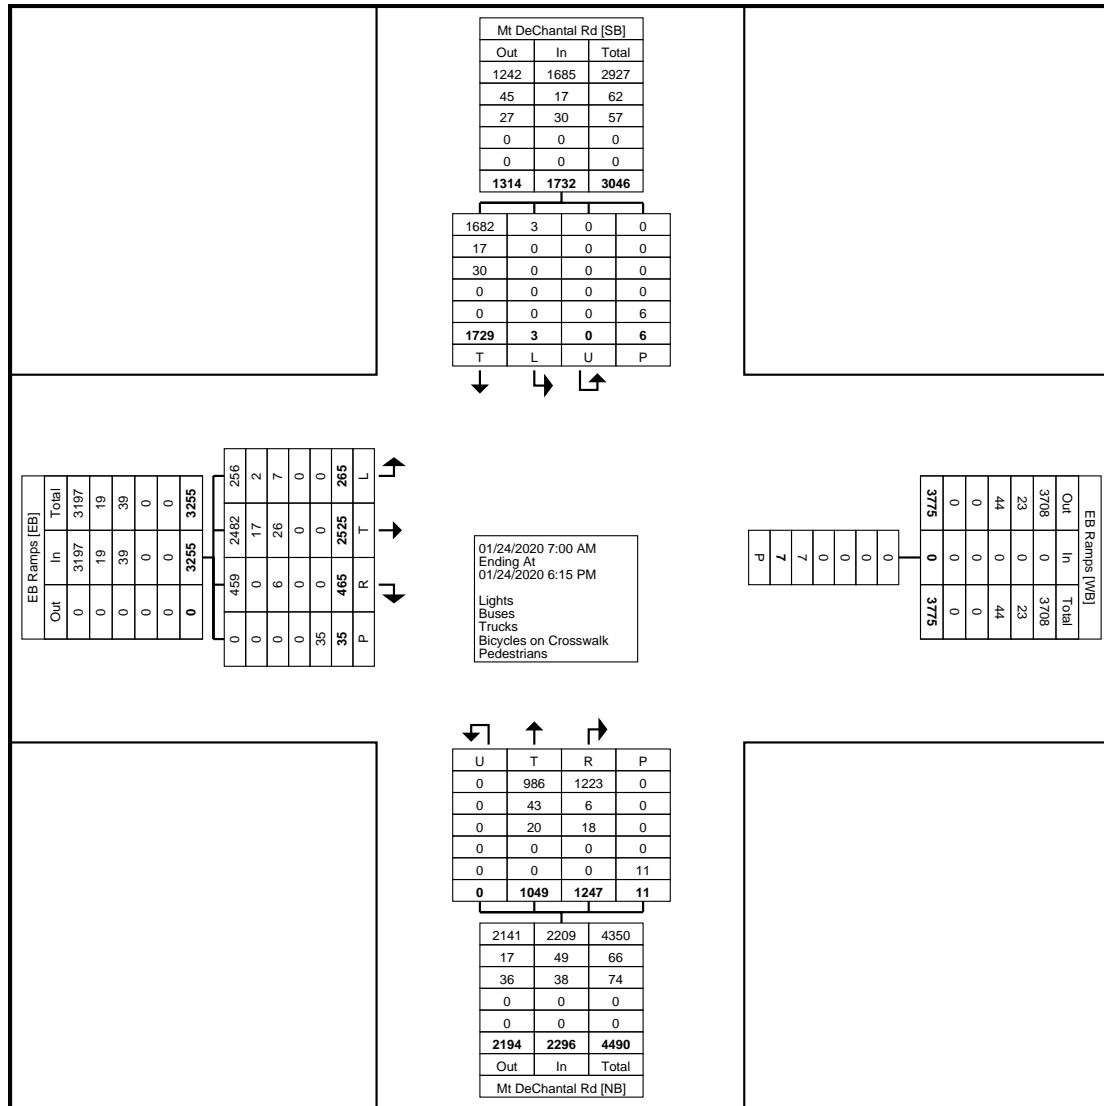 Mt DeChantal Rd [SB]
Out In Total
1242 1685 2927
45 17 62
27 30 57
0 0 0
0 0 0
1314 1732 3046
1682 3 0 0
17 0 0 0
30 0 0 0
0 0 0 0
0 0 0 6
1729 3 0 6
T L U P
EB Ramps [EB]
Total 3197 19 39 0 0 3255
In 3197 19 39 0 0 3255
Out 0 0 0 0 0 0
256 2 7 0 0 265 L
2482 17 26 0 0 2525 T
459 0 6 0 0 465 R
0 0 0 0 35 35 P
01/24/2020 7:00 AM
Ending At
01/24/2020 6:15 PM
Lights
Buses
Trucks
Bicycles on Crosswalk
Pedestrians
EB Ramps [WB]
Out In Total
3708 0 3708
23 0 23
44 0 44
0 0 0
0 0 0
3775 0 3775
0
0
0
0
7
7
P
U T R P
0 986 1223 0
0 43 6 0
0 20 18 0
0 0 0 0
0 0 0 11
0 1049 1247 11
2141 2209 4350
17 49 66
36 38 74
0 0 0
0 0 0
2194 2296 4490
Out In Total
Mt DeChantal Rd [NB]